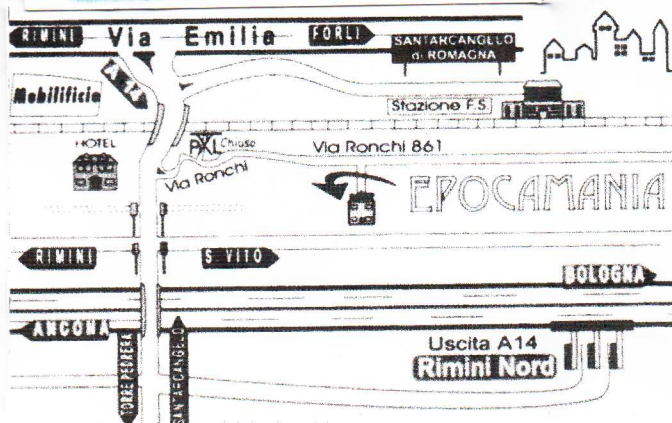 RIMINI Via Emilia FORLI
SANTARCANGELO
di ROMAGNA
A 14
Mobilificio
Stazione F.S.
HOTEL
P.X.L. Chiuso
Via Ronchi 861
Via Ronchi
EPOCAMANIA
RIMINI
S. VITO
BOLOGNA
ANCONA
Uscita A14
Rimini Nord
TORRE PEDRERA
SANTARCANGELO